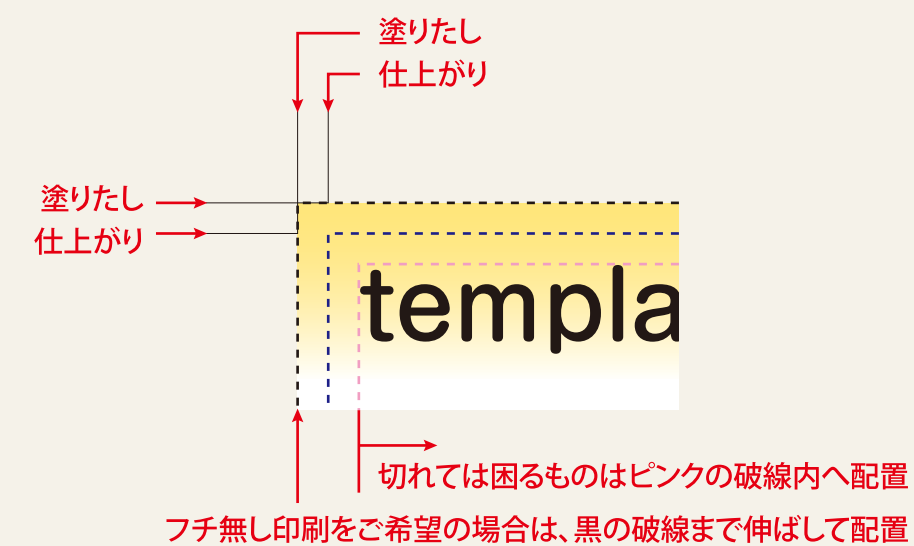 塗りたし
仕上がり
塗りたし
仕上がり
templa
切れては困るものはピンクの破線内へ配置
フチ無し印刷をご希望の場合は、黒の破線まで伸ばして配置